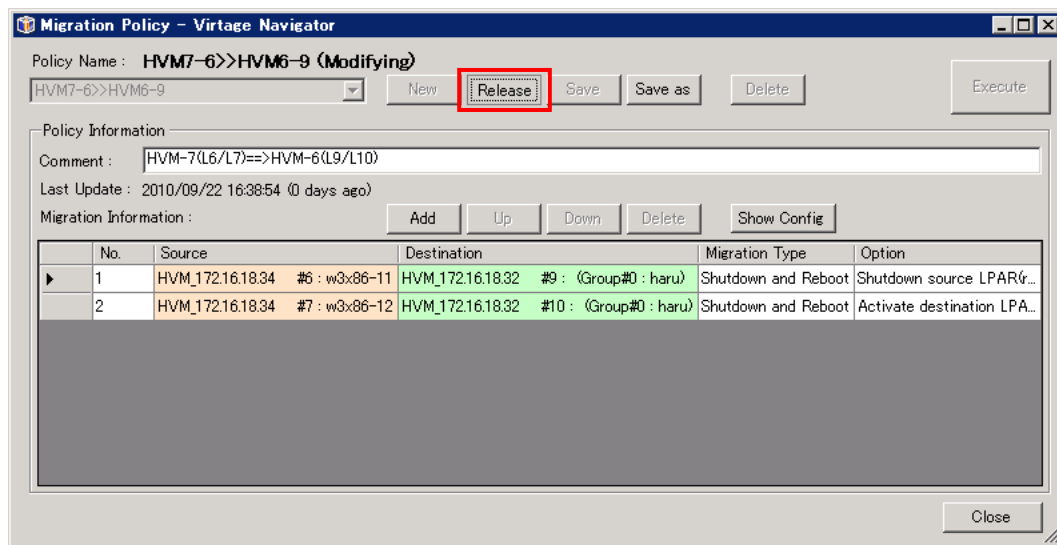 Migration Policy - Virtage Navigator
Policy Name : HVM7-6>>HVM6-9 (Modifying)
HVM7-6>>HVM6-9 New Release Save Save as Delete Execute
Policy Information
Comment : HVM-7(L6/L7)==>HVM-6(L9/L10)
Last Update : 2010/09/22 16:38:54 (0 days ago)
Migration Information : Add Up Down Delete Show Config
No. Source Destination Migration Type Option
1 HVM_172.16.18.34 #6 : w3x86-11 HVM_172.16.18.32 #9 : (Group#0 : haru) Shutdown and Reboot Shutdown source LPAR(r...
2 HVM_172.16.18.34 #7 : w3x86-12 HVM_172.16.18.32 #10 : (Group#0 : haru) Shutdown and Reboot Activate destination LPA...
Close